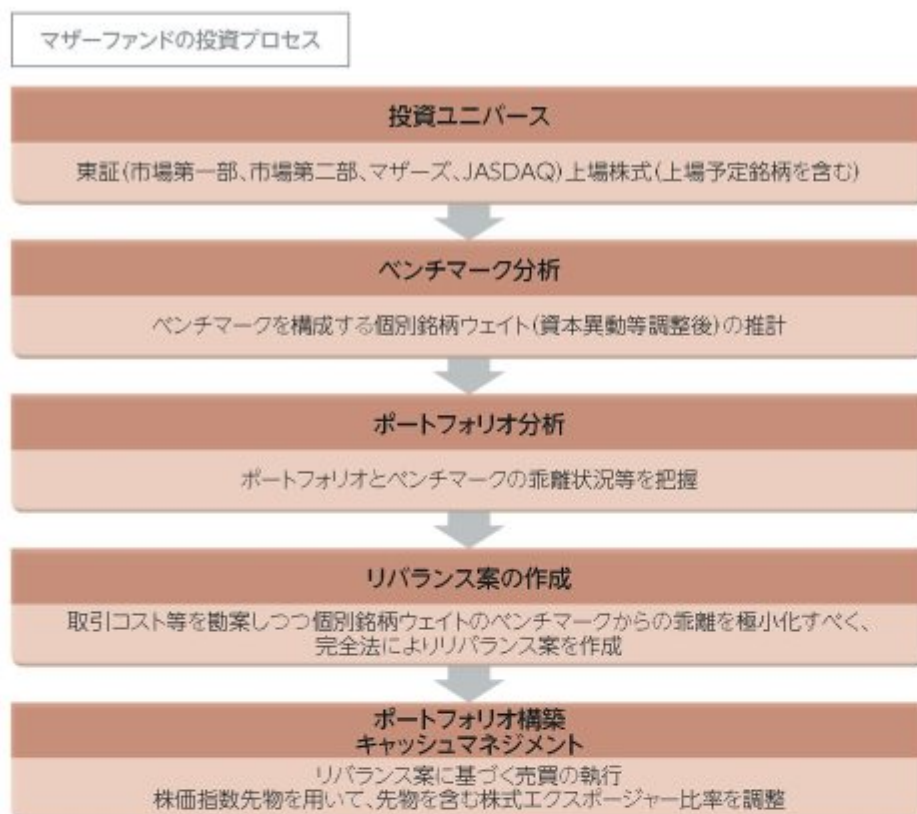 マザーファンドの投資プロセス
投資ユニバース
東証(市場第一部、市場第二部、マザーズ、JASDAQ)上場株式(上場予定銘柄を含む)
ベンチマーク分析
ベンチマークを構成する個別銘柄ウェイト(資本異動等調整後)の推計
ポートフォリオ分析
ポートフォリオとベンチマークの乖離状況等を把握
リバランス案の作成
取引コスト等を勘案しつつ個別銘柄ウェイトのベンチマークからの乖離を極小化すべく、
完全法によりリバランス案を作成
ポートフォリオ構築
キャッシュマネジメント
リバランス案に基づく売買の執行
株価指数先物を用いて、先物を含む株式エクスポージャー比率を調整